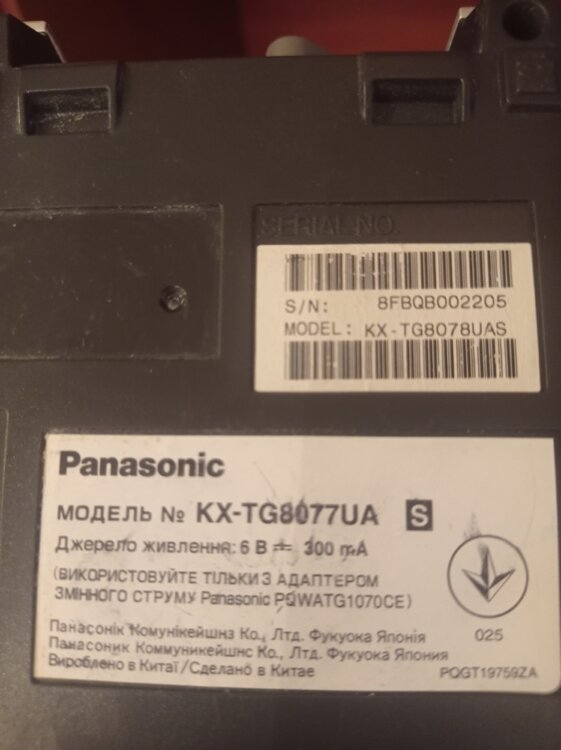 SERIAL NO.
S/N: 8FBQB002205
MODEL: KX-TG8078UAS
Panasonic
МОДЕЛЬ № KX-TG8077UA S
Джерело живлення: 6 В ⎓ 300 mA
(ВИКОРИСТОВУЙТЕ ТІЛЬКИ З АДАПТЕРОМ
ЗМІННОГО СТРУМУ Panasonic PQWATG1070CE)
025
Панасонік Комунікейшнз Ко., Лтд. Фукуока Японія
Панасоник Коммуникейшнс Ко., Лтд. Фукуока Япония
Вироблено в Китаї/Сделано в Китае
PQGT19759ZA